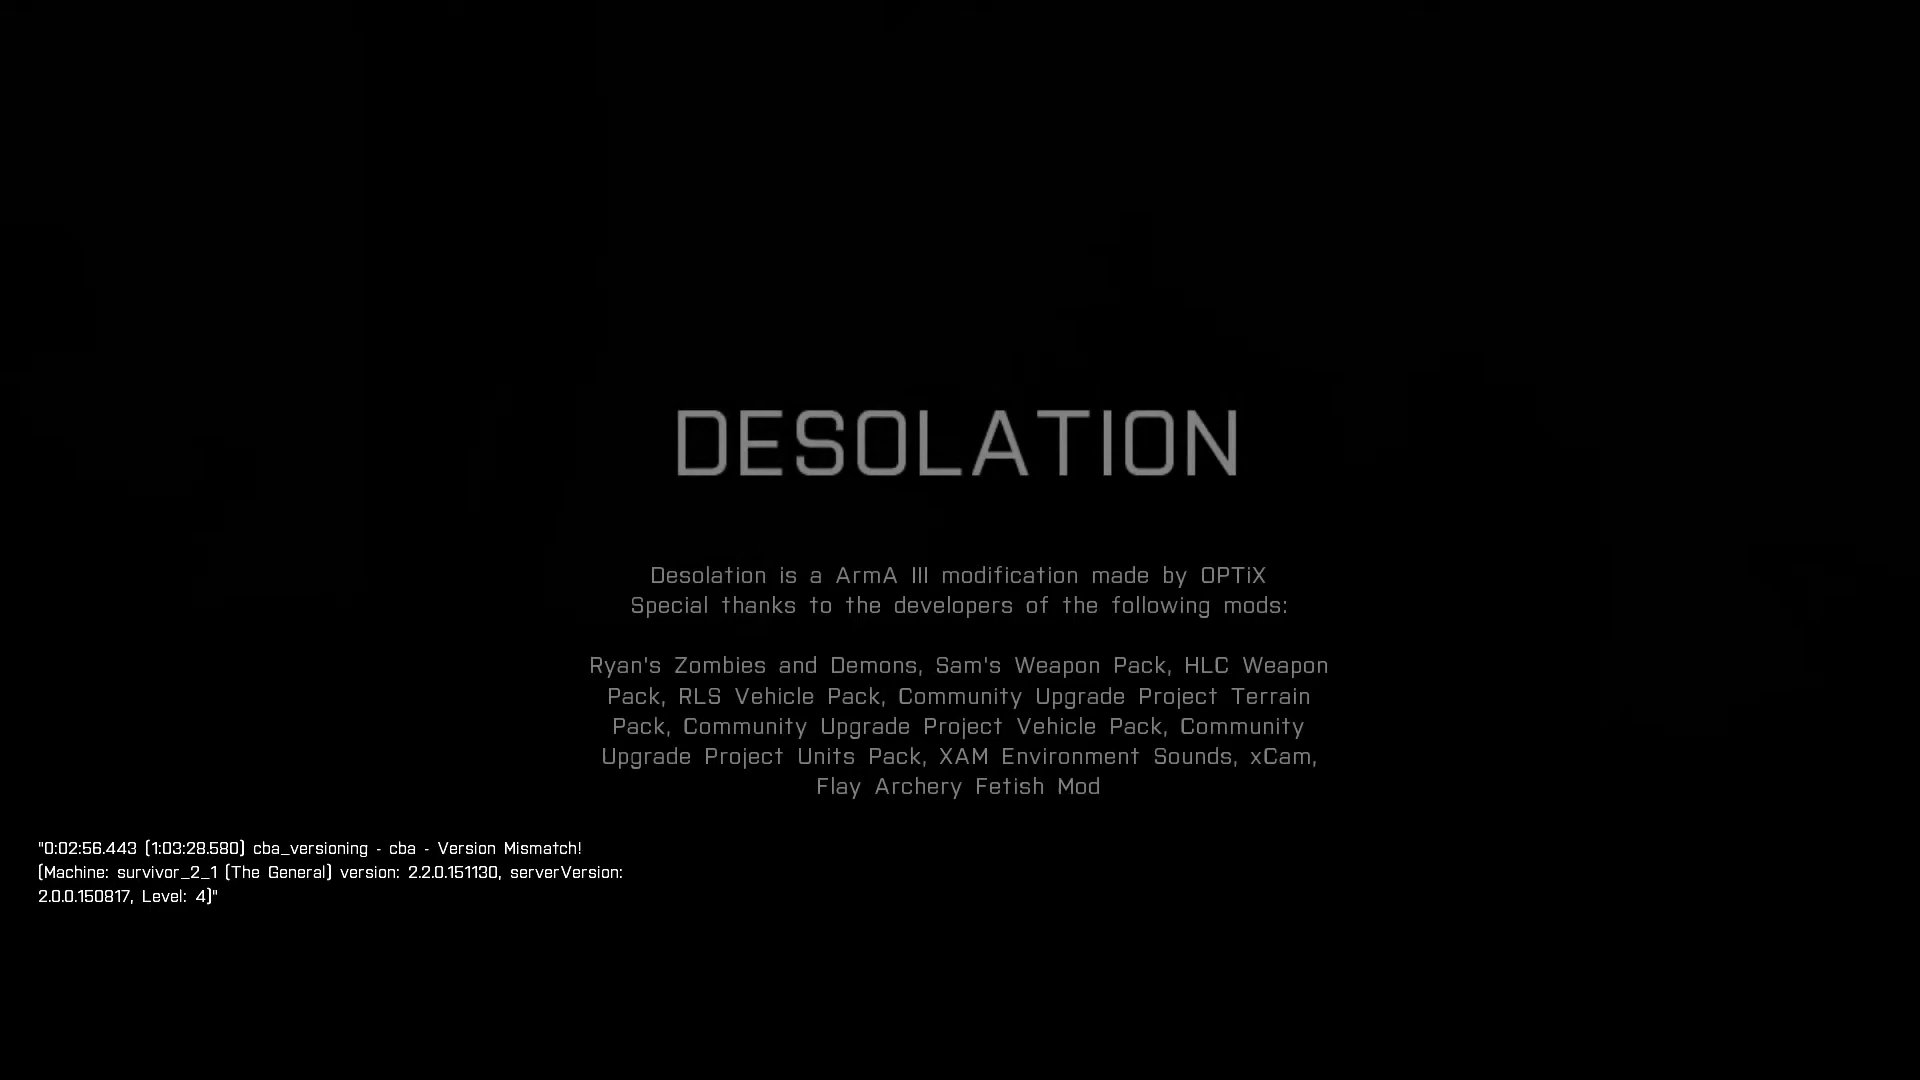 DESOLATION
Desolation is a ArmA III modification made by OPTiX
Special thanks to the developers of the following mods:
Ryan's Zombies and Demons, Sam's Weapon Pack, HLC Weapon
Pack, RLS Vehicle Pack, Community Upgrade Project Terrain
Pack, Community Upgrade Project Vehicle Pack, Community
Upgrade Project Units Pack, XAM Environment Sounds, xCam,
Flay Archery Fetish Mod
"0:02:56.443 (1:03:28.580) cba_versioning - cba - Version Mismatch!
(Machine: survivor_2_1 (The General) version: 2.2.0.151130, serverVersion:
2.0.0.150817, Level: 4)"